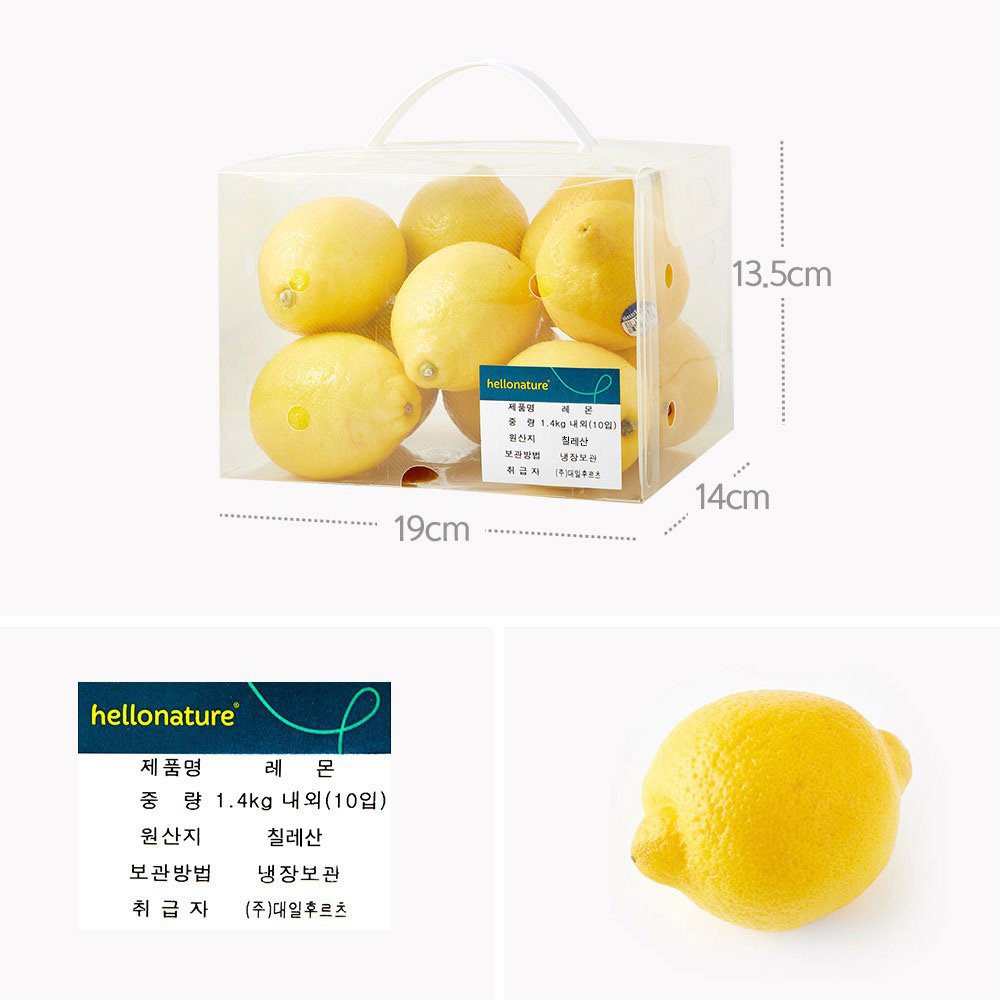 13.5cm
hellonature®
제품명 레 몬
중 량 1.4kg 내외(10입)
원산지 칠레산
보관방법 냉장보관
취 급 자 (주)대일후르츠
14cm
19cm
hellonature®
제품명 레 몬
중 량 1.4kg 내외(10입)
원산지 칠레산
보관방법 냉장보관
취 급 자 (주)대일후르츠